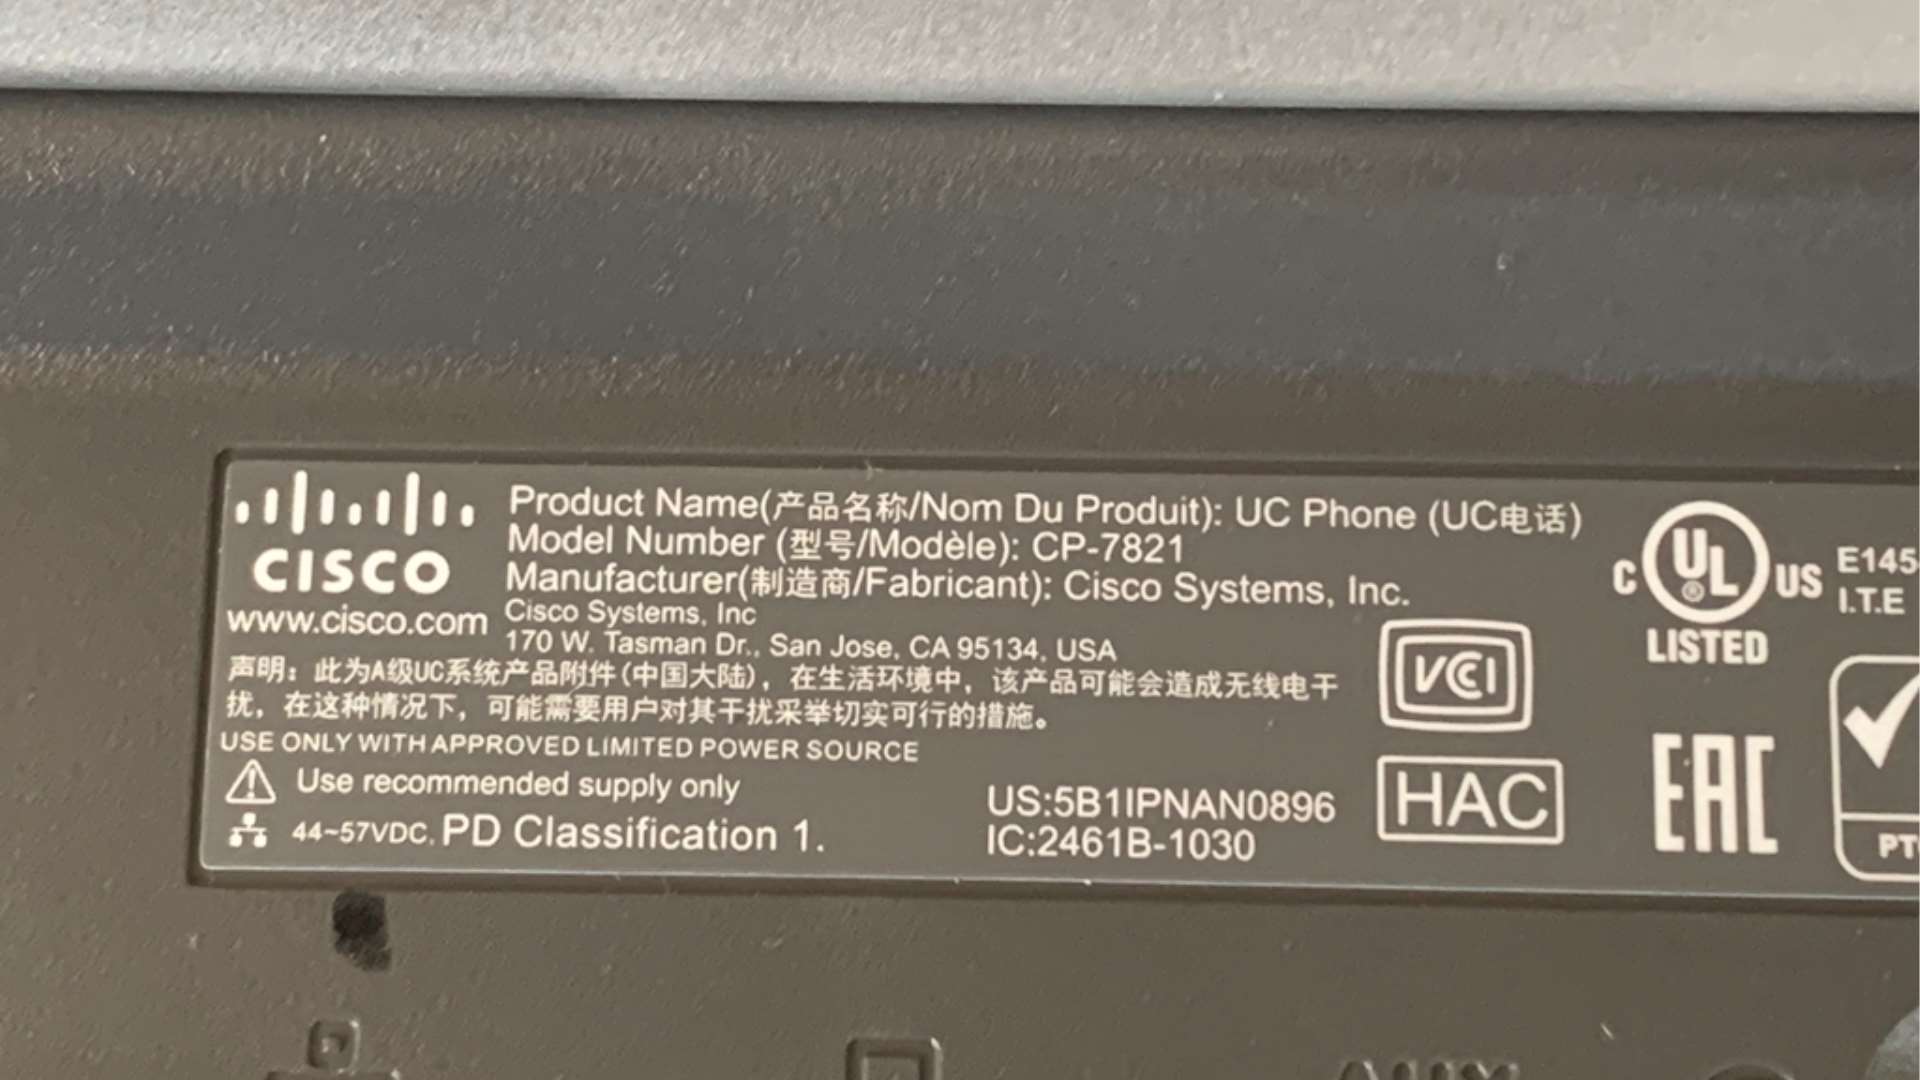 CISCO
www.cisco.com
Product Name(产品名称/Nom Du Produit): UC Phone (UC电话)
Model Number (型号/Modèle): CP-7821
Manufacturer(制造商/Fabricant): Cisco Systems, Inc.
Cisco Systems, Inc
170 W. Tasman Dr., San Jose, CA 95134, USA
声明：此为A级UC系统产品附件(中国大陆)，在生活环境中，该产品可能会造成无线电干
扰，在这种情况下，可能需要用户对其干扰采举切实可行的措施。
USE ONLY WITH APPROVED LIMITED POWER SOURCE
Use recommended supply only
44~57VDC. PD Classification 1.
US:5B1IPNAN0896
IC:2461B-1030
VCCI
HAC
C UL ® US
LISTED
E145
I.T.E
EAC
PT
AUX